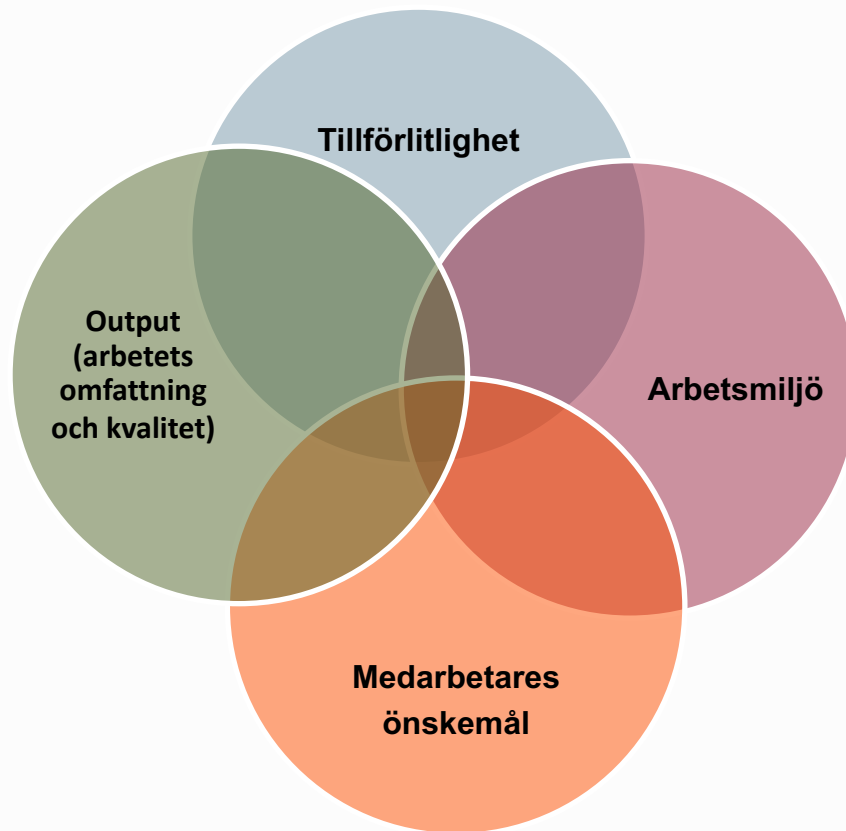 Tillförlitlighet
Output
(arbetets
omfattning
och kvalitet)
Arbetsmiljö
Medarbetares
önskemål